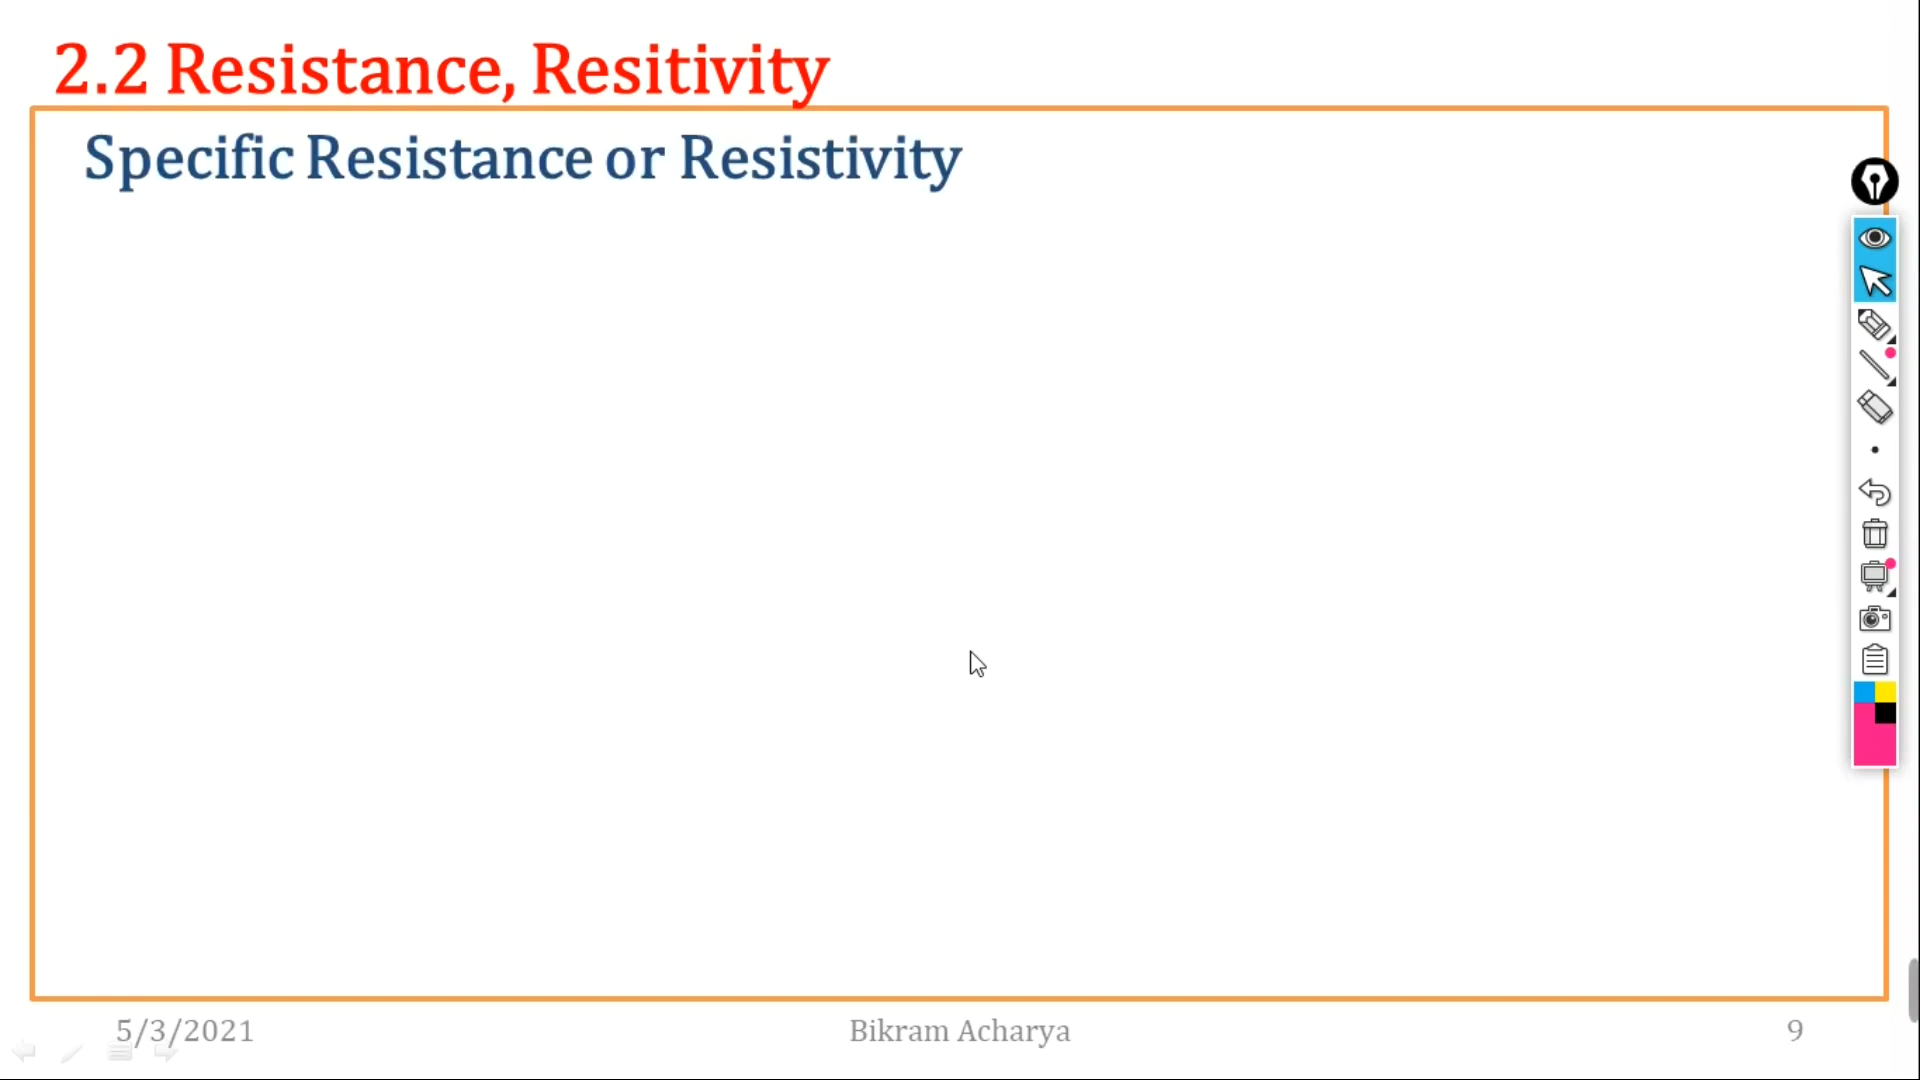 2.2 Resistance, Resitivity
Specific Resistance or Resistivity
5/3/2021
Bikram Acharya
9